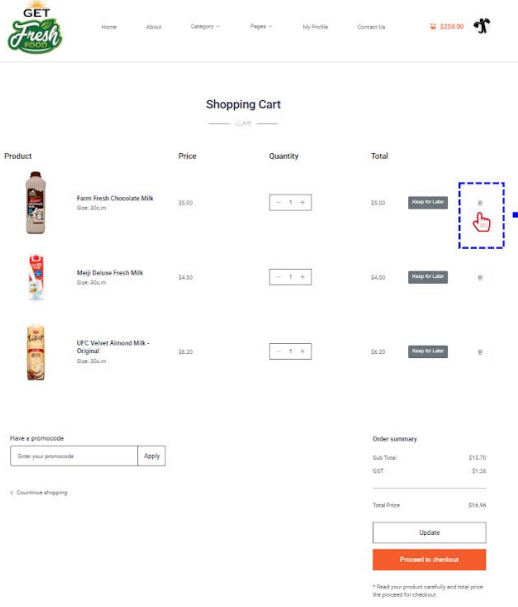 GET
Fresh
FOOD
Home About Category Pages My Profile Contact Us $250.00
Shopping Cart
Product Price Quantity Total
Farm Fresh Chocolate Milk
Size: 30c.m
$5.00 − 1 + $5.00 Keep for Later
Meiji Deluxe Fresh Milk
Size: 30c.m
$4.50 − 1 + $4.50 Keep for Later
UFC Velvet Almond Milk -
Original
Size: 30c.m
$6.20 − 1 + $6.20 Keep for Later
Have a promocode
Enter your promocode Apply
< Countinue shopping
Order summary
Sub Total $15.70
GST $1.26
Total Price $16.96
Update
Proceed to checkout
* Read your product carefully and total price
the proceed for checkout.